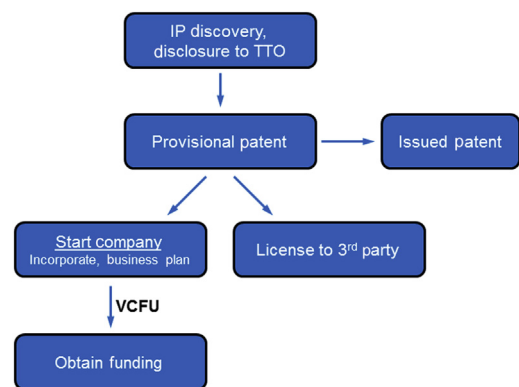 IP discovery,
disclosure to TTO
Provisional patent
Issued patent
Start company
Incorporate, business plan
License to 3rd party
VCFU
Obtain funding